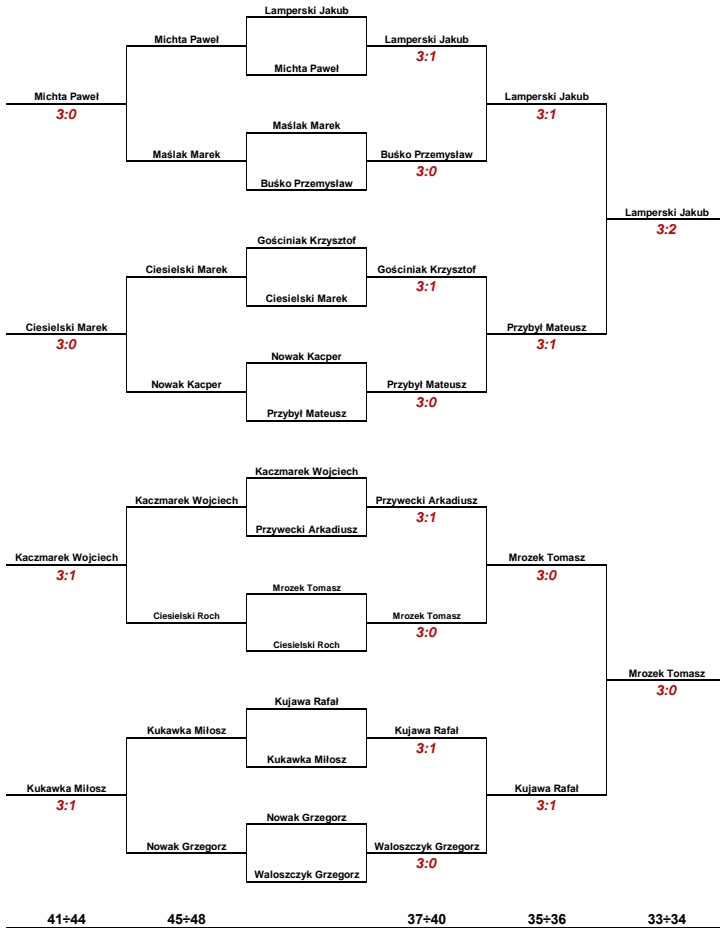 Lamperski Jakub
Michta Paweł Lamperski Jakub
3:1
Michta Paweł
Michta Paweł Lamperski Jakub
3:0 3:1
Maślak Marek
Maślak Marek Buśko Przemysław
3:0
Buśko Przemysław
Lamperski Jakub
3:2
Gościniak Krzysztof
Ciesielski Marek Gościniak Krzysztof
3:1
Ciesielski Marek
Ciesielski Marek Przybył Mateusz
3:0 3:1
Nowak Kacper
Nowak Kacper Przybył Mateusz
3:0
Przybył Mateusz
Kaczmarek Wojciech
Kaczmarek Wojciech Przywecki Arkadiusz
3:1
Przywecki Arkadiusz
Kaczmarek Wojciech Mrozek Tomasz
3:1 3:0
Mrozek Tomasz
Ciesielski Roch Mrozek Tomasz
3:0
Ciesielski Roch
Mrozek Tomasz
3:0
Kujawa Rafał
Kukawka Miłosz Kujawa Rafał
3:1
Kukawka Miłosz
Kukawka Miłosz Kujawa Rafał
3:1 3:1
Nowak Grzegorz
Nowak Grzegorz Waloszczyk Grzegorz
3:0
Waloszczyk Grzegorz
41÷44 45÷48 37÷40 35÷36 33÷34